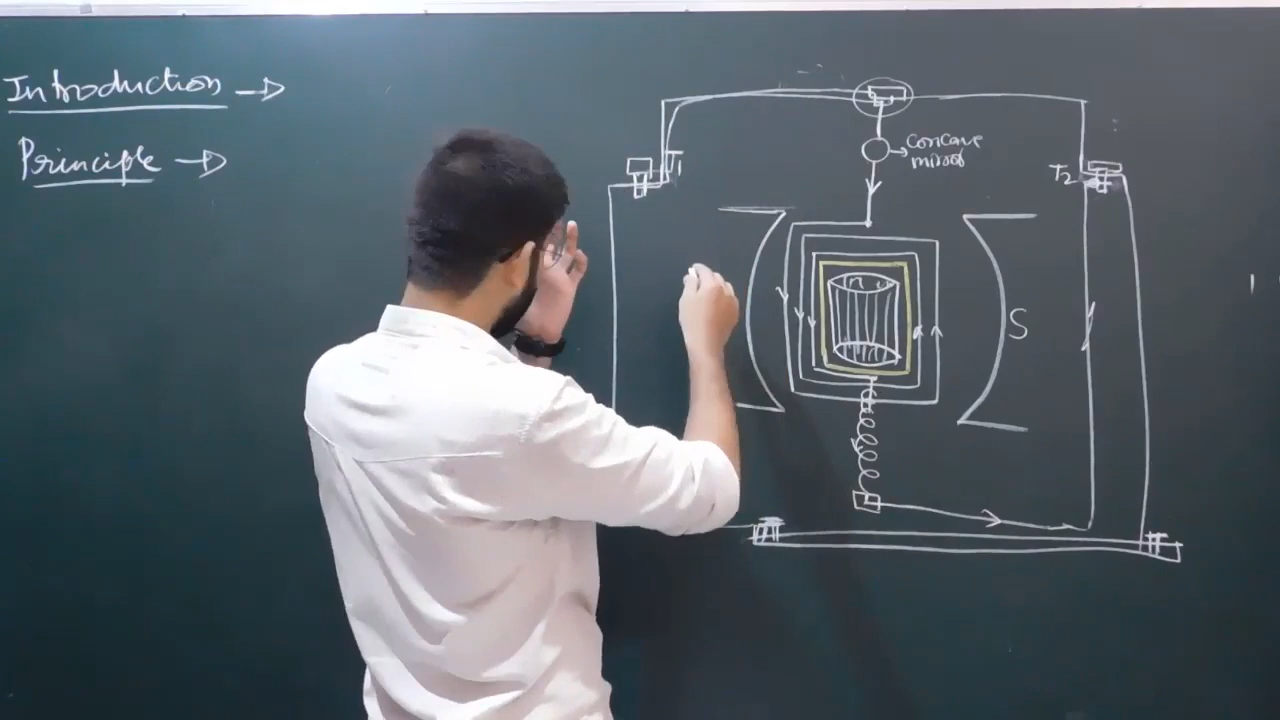 Introduction →
Principle →
T1
concave
mirror
T2
S